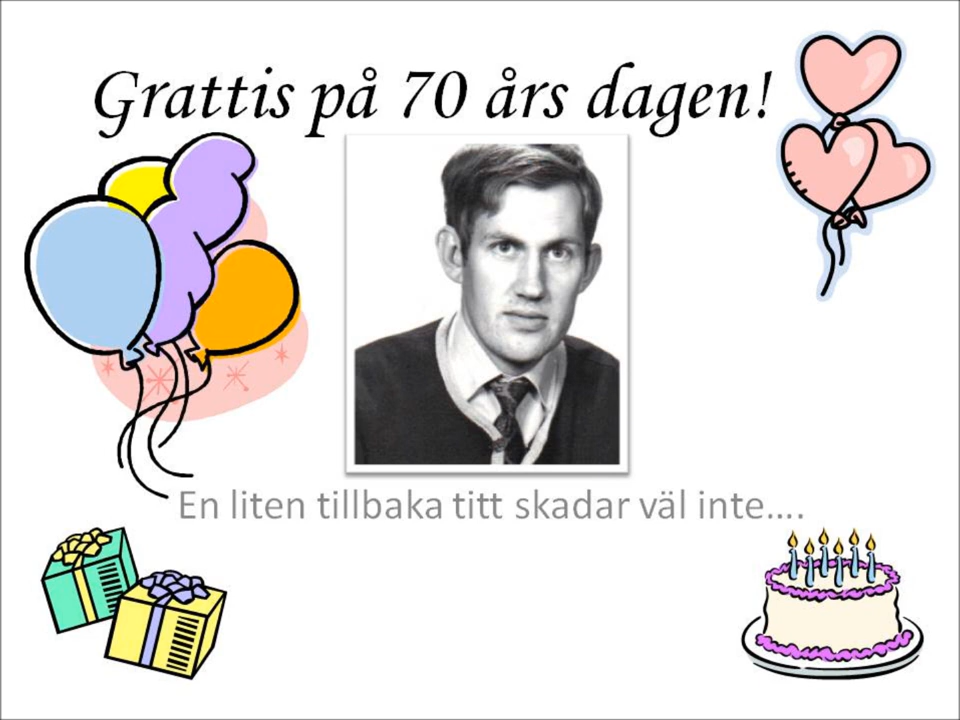 Grattis på 70 års dagen!
En liten tillbaka titt skadar väl inte....